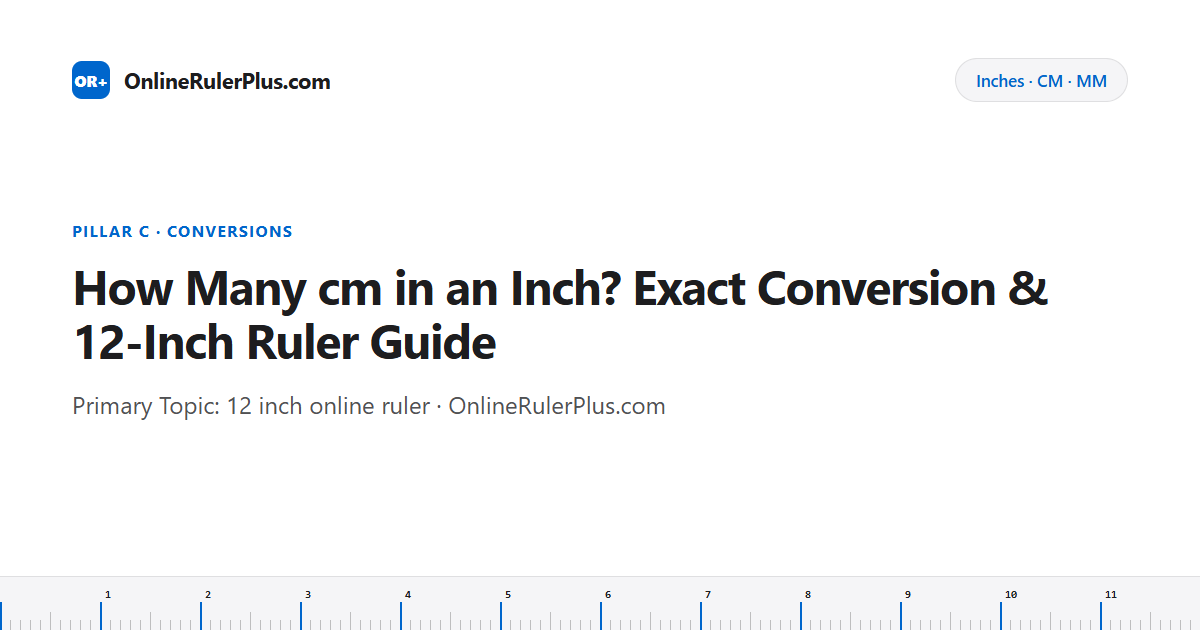 OR+ OnlineRulerPlus.com
Inches · CM · MM
PILLAR C · CONVERSIONS
How Many cm in an Inch? Exact Conversion &
12-Inch Ruler Guide
Primary Topic: 12 inch online ruler · OnlineRulerPlus.com
1 2 3 4 5 6 7 8 9 10 11